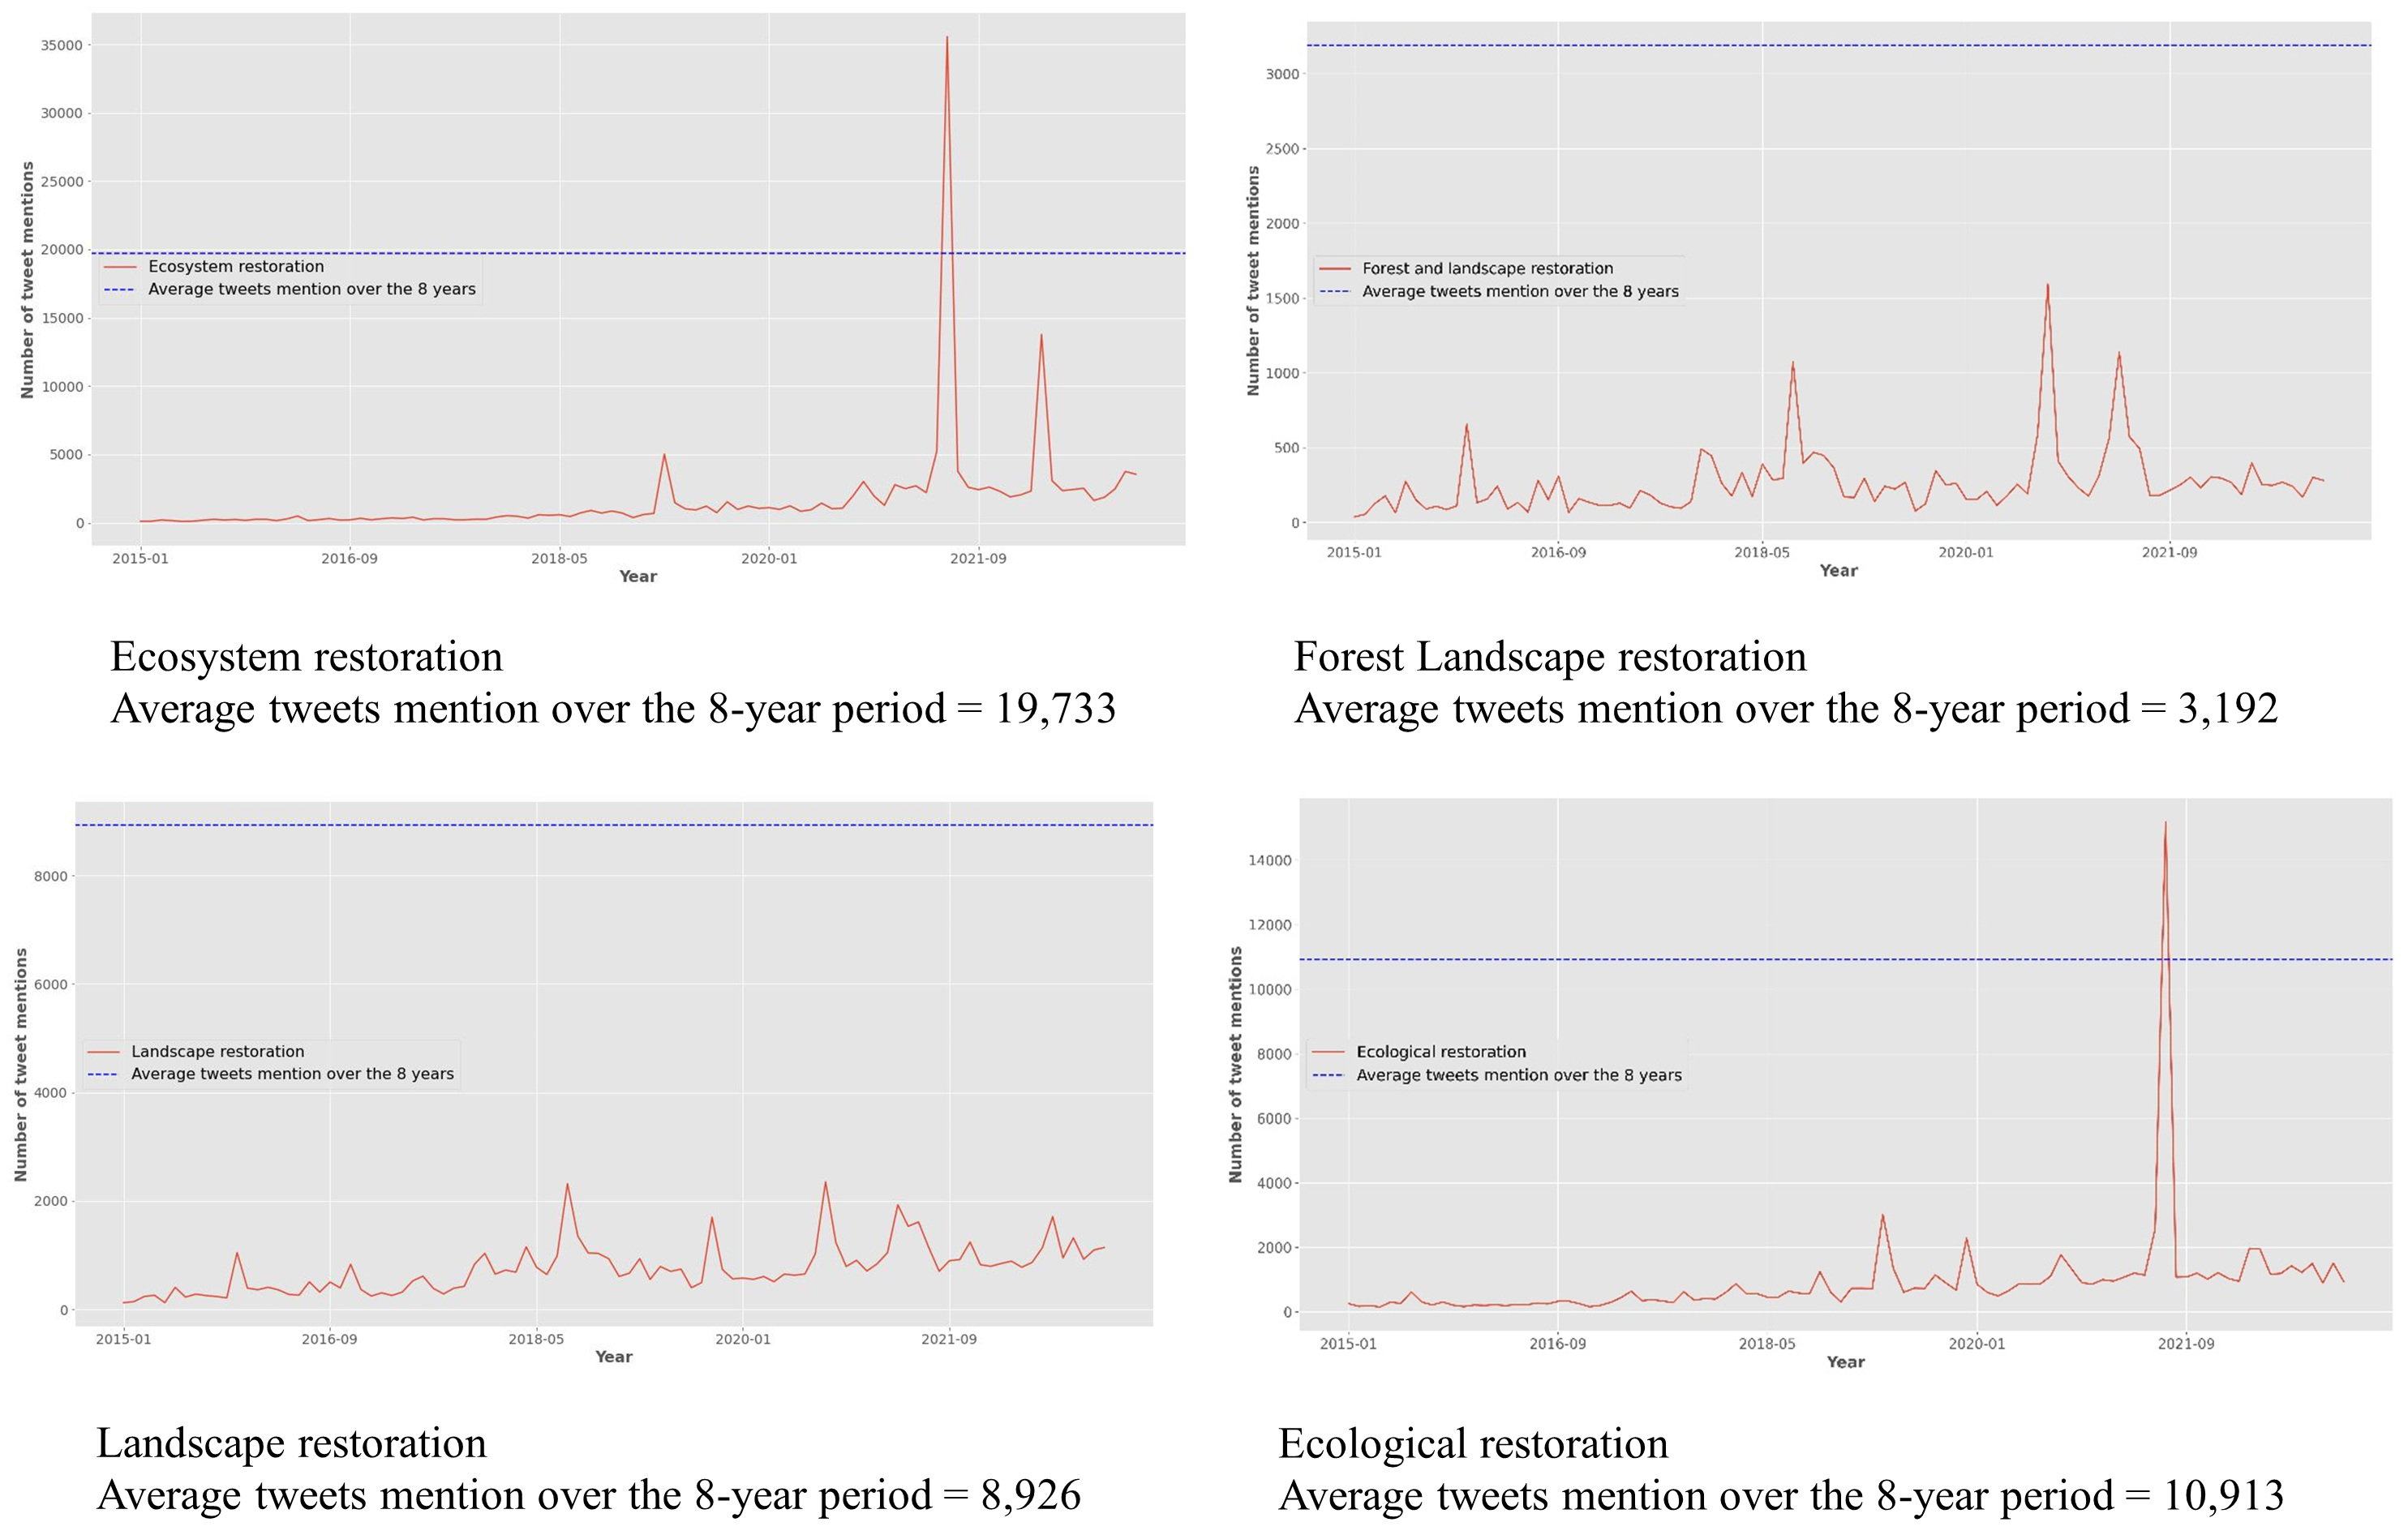 35000
30000
25000
20000
15000
10000
5000
0
Number of tweet mentions
Ecosystem restoration
Average tweets mention over the 8 years
2015-01 2016-09 2018-05 2020-01 2021-09
Year
Ecosystem restoration
Average tweets mention over the 8-year period = 19,733
3000
2500
2000
1500
1000
500
0
Number of tweet mentions
Forest and landscape restoration
Average tweets mention over the 8 years
2015-01 2016-09 2018-05 2020-01 2021-09
Year
Forest Landscape restoration
Average tweets mention over the 8-year period = 3,192
8000
6000
4000
2000
0
Number of tweet mentions
Landscape restoration
Average tweets mention over the 8 years
2015-01 2016-09 2018-05 2020-01 2021-09
Year
Landscape restoration
Average tweets mention over the 8-year period = 8,926
14000
12000
10000
8000
6000
4000
2000
0
Number of tweet mentions
Ecological restoration
Average tweets mention over the 8 years
2015-01 2016-09 2018-05 2020-01 2021-09
Year
Ecological restoration
Average tweets mention over the 8-year period = 10,913